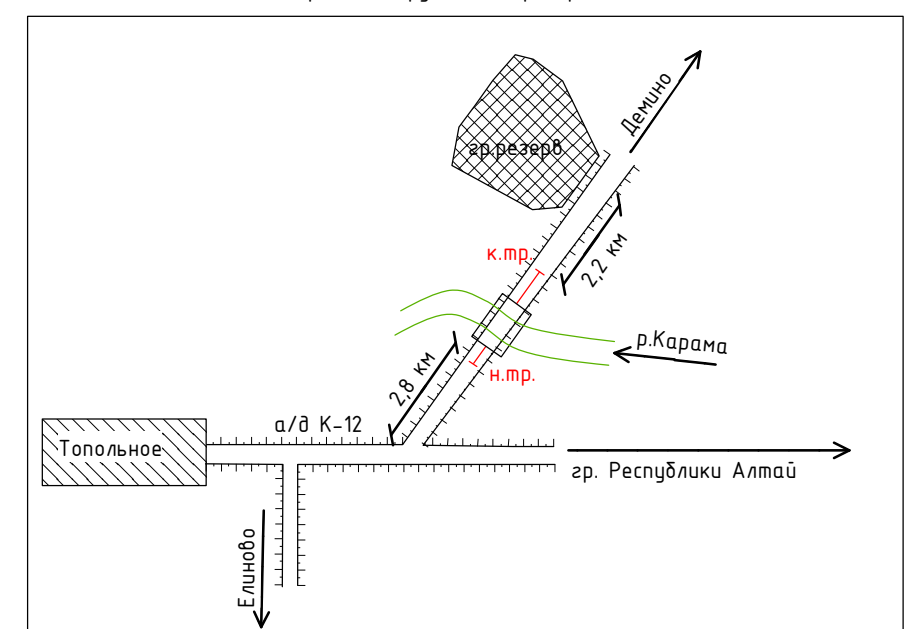 Демино
гр.резерв
к.тр.
2,2 км
р.Карама
н.тр.
2,8 км
а/д К-12
Топольное
гр. Республики Алтай
Елиново